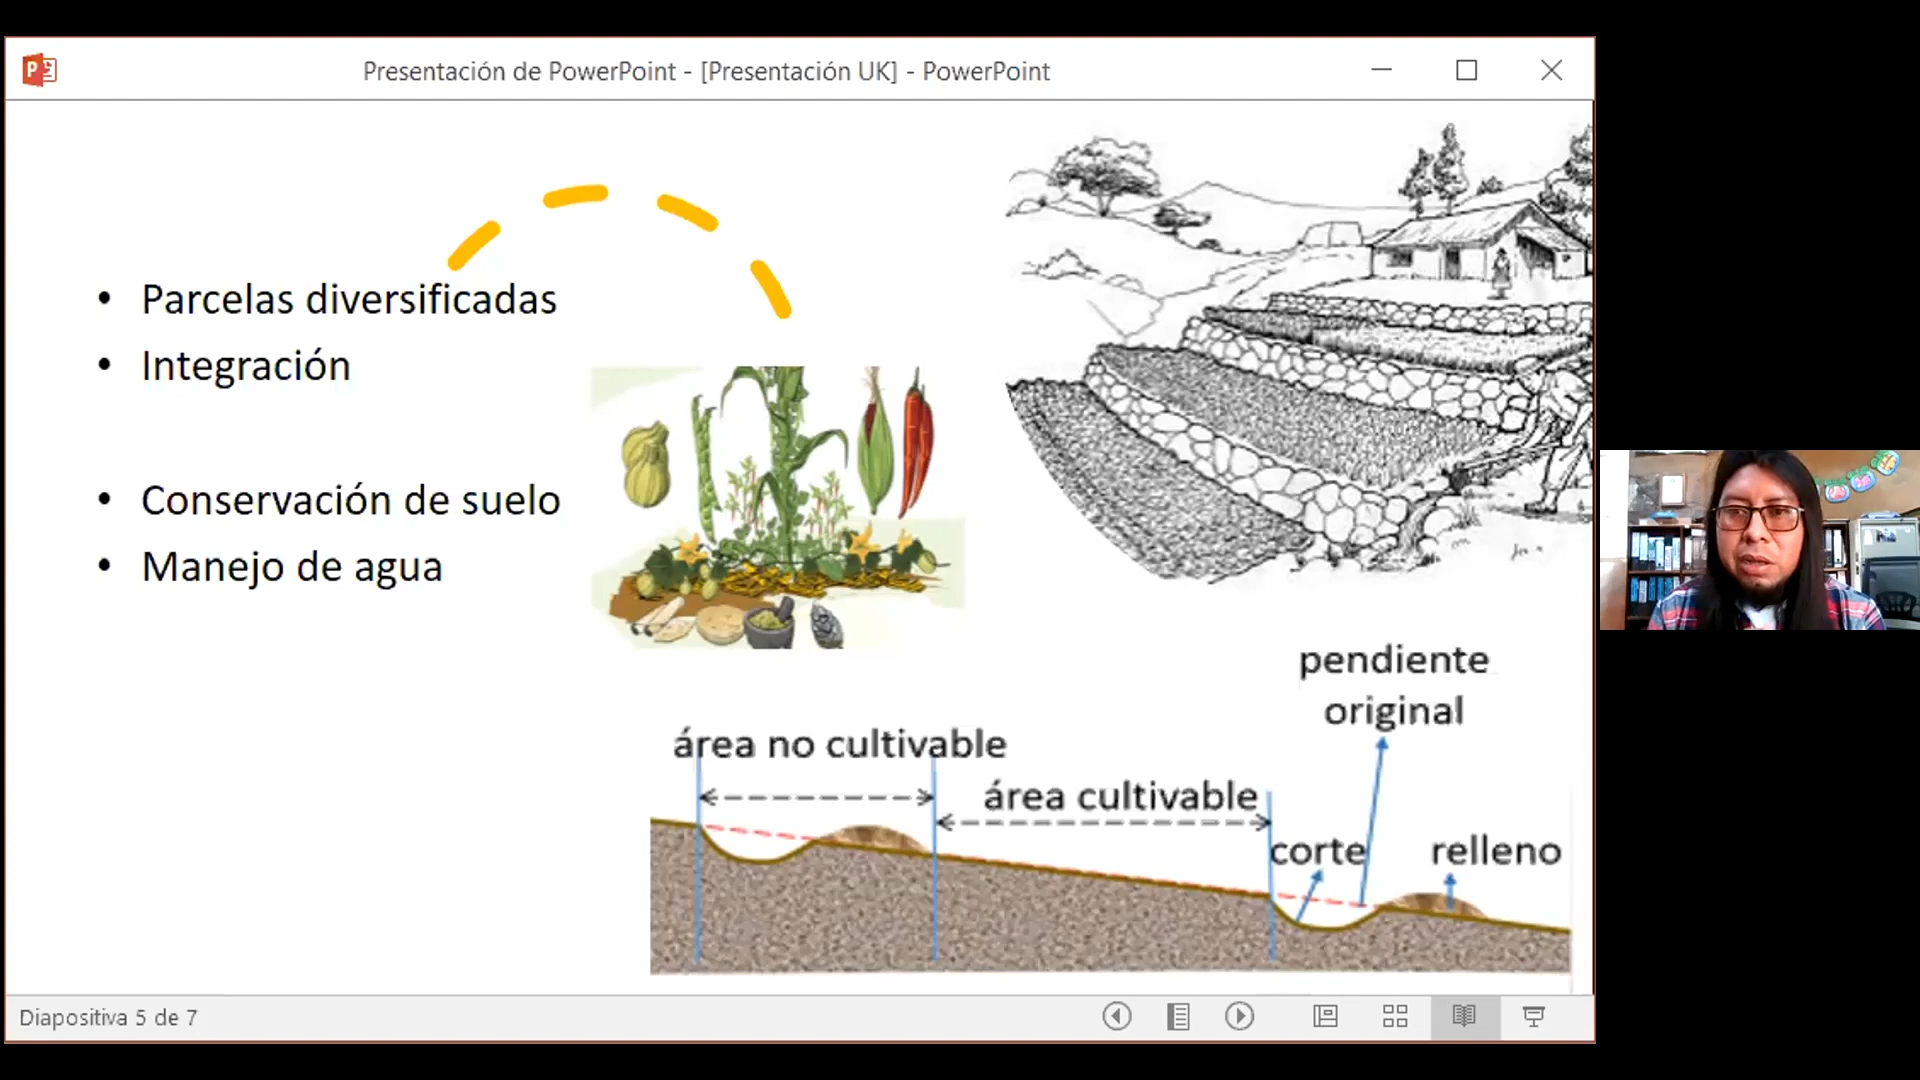 Presentación de PowerPoint - [Presentación UK] - PowerPoint
• Parcelas diversificadas
• Integración
• Conservación de suelo
• Manejo de agua
pendiente
original
área no cultivable
área cultivable
corte
relleno
Diapositiva 5 de 7